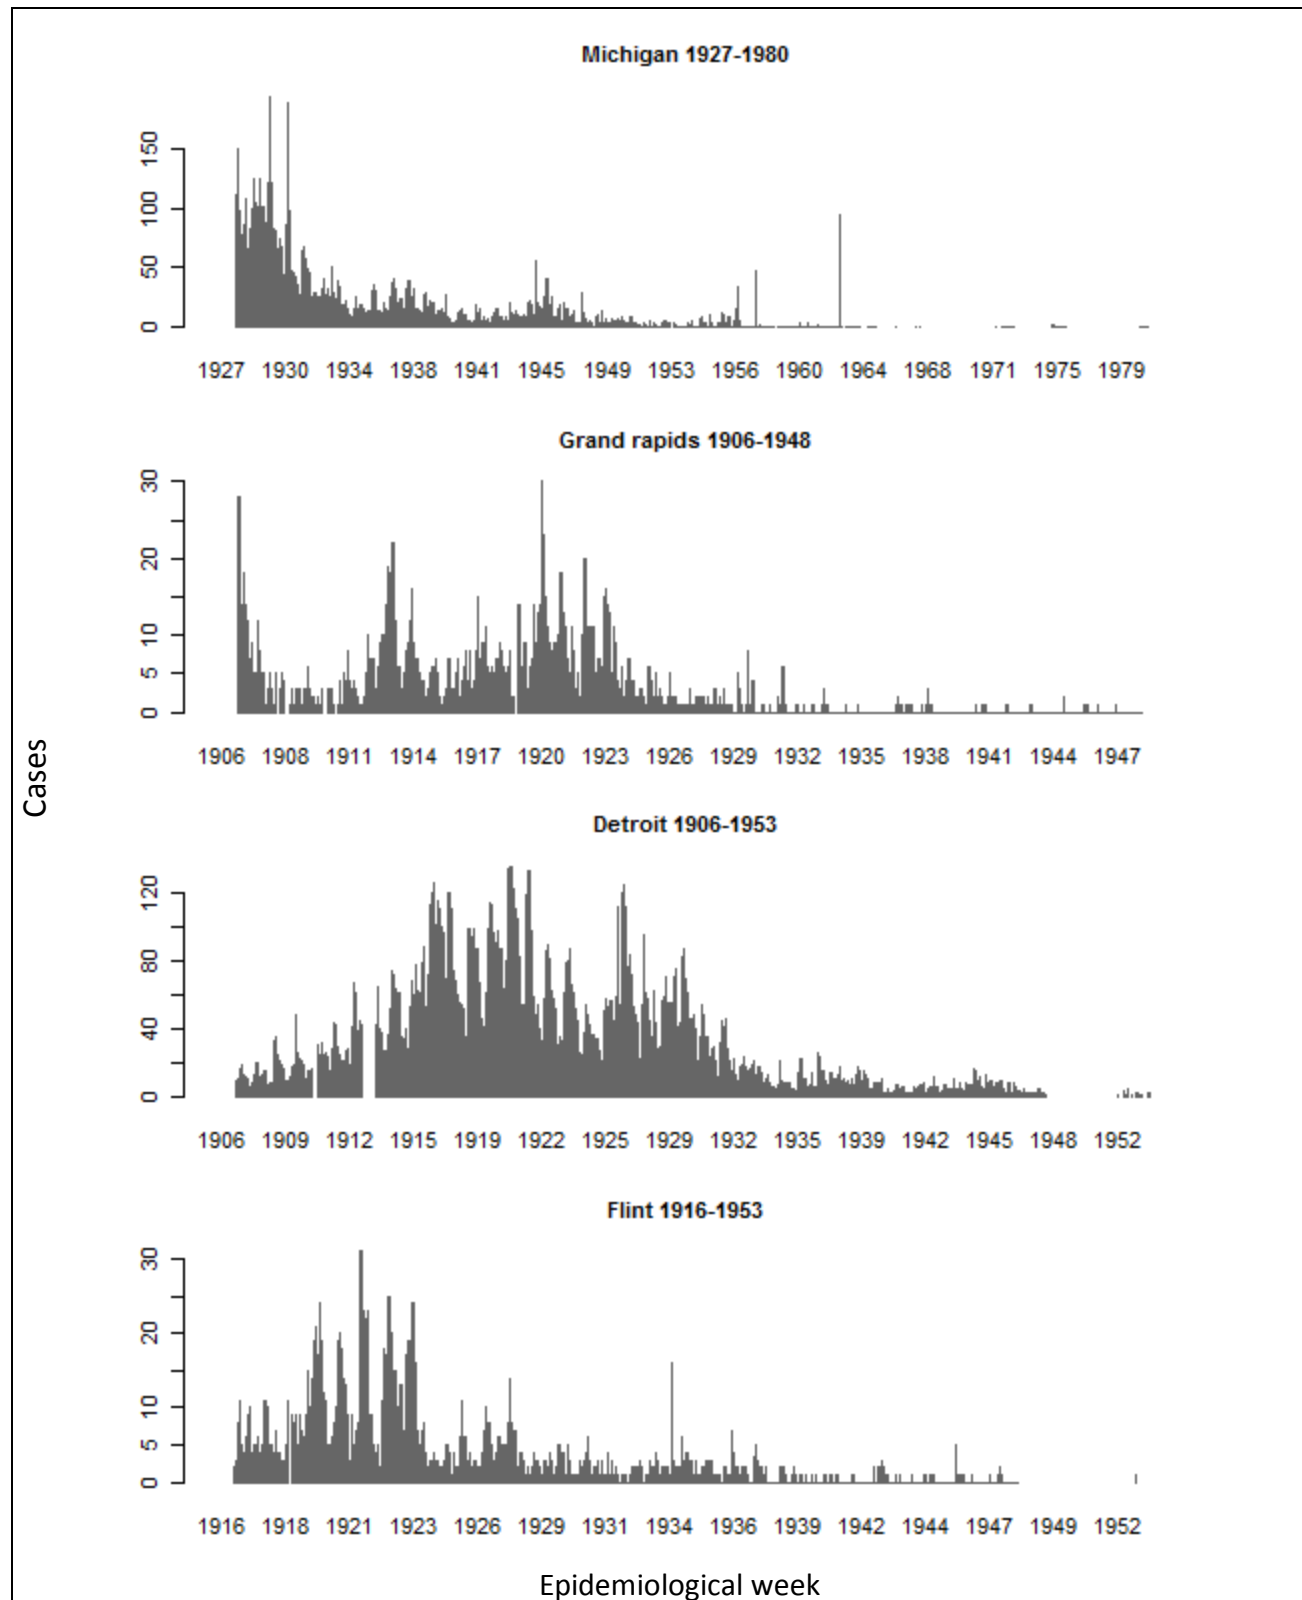 Michigan 1927-1980
150
100
50
0
1927 1930 1934 1938 1941 1945 1949 1953 1956 1960 1964 1968 1971 1975 1979
Grand rapids 1906-1948
30
20
10
5
0
1906 1908 1911 1914 1917 1920 1923 1926 1929 1932 1935 1938 1941 1944 1947
Cases
Detroit 1906-1953
120
80
40
0
1906 1909 1912 1915 1919 1922 1925 1929 1932 1935 1939 1942 1945 1948 1952
Flint 1916-1953
30
20
10
5
0
1916 1918 1921 1923 1926 1929 1931 1934 1936 1939 1942 1944 1947 1949 1952
Epidemiological week